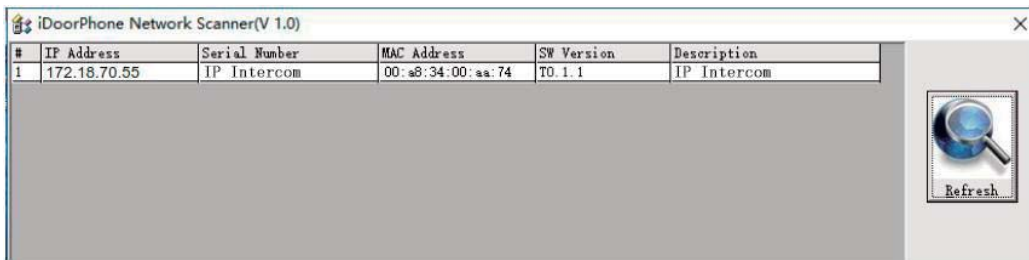 iDoorPhone Network Scanner(V 1.0)
# IP Address Serial Number MAC Address SW Version Description
1 172.18.70.55 IP Intercom 00:a8:34:00:aa:74 T0.1.1 IP Intercom
Refresh